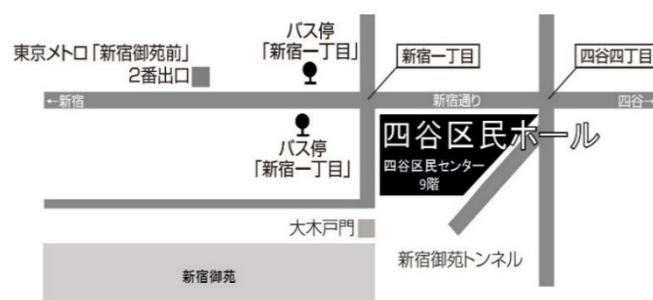 バス停
「新宿一丁目」
東京メトロ「新宿御苑前」
2番出口
新宿一丁目
四谷四丁目
←新宿
新宿通り
四谷→
バス停
「新宿一丁目」
四谷区民ホール
四谷区民センター
9階
大木戸門
新宿御苑トンネル
新宿御苑